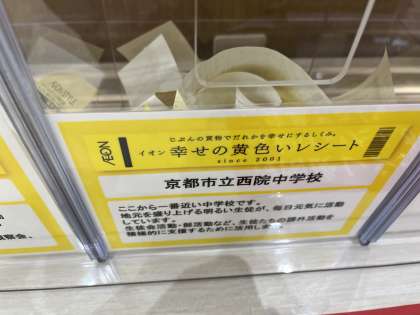 じぶんの買物でだれかを幸せにするしくみ。
ÆON
イオン 幸せの黄色いレシート
since 2001
京都市立西院中学校
ここから一番近い中学校です。
地元を盛り上げる明るい生徒が、毎日元気に活動
しています。
生徒会活動・部活動など、生徒たちの課外活動を
積極的に支援するために活用します。